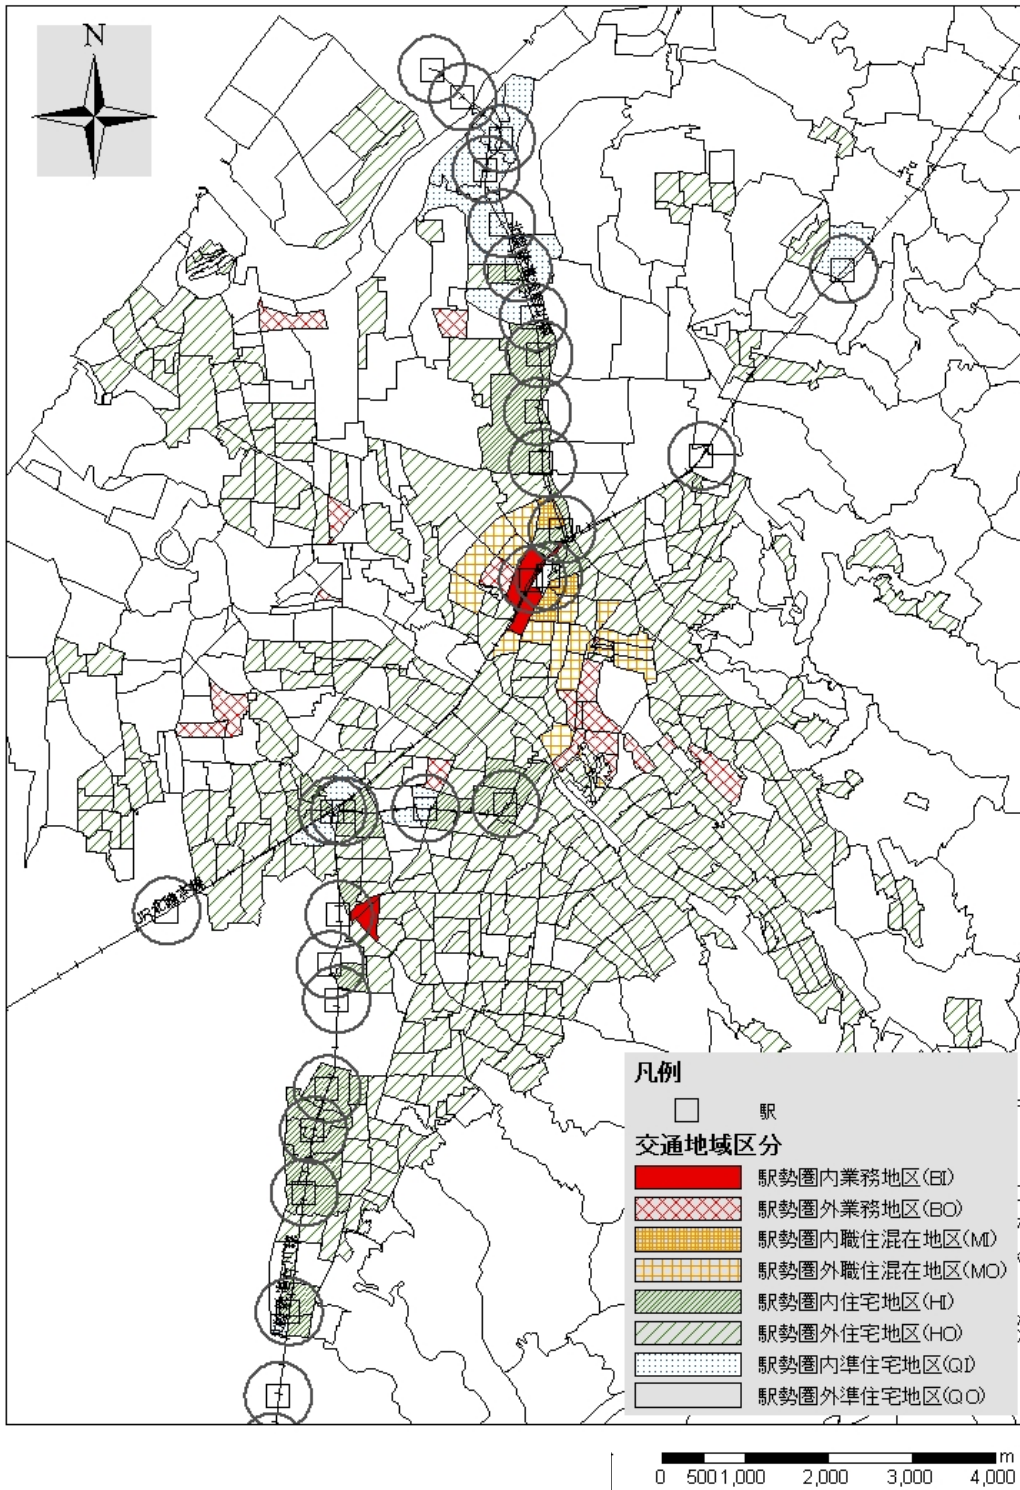 N
凡例
駅
交通地域区分
駅勢圏内業務地区(BI)
駅勢圏外業務地区(BO)
駅勢圏内職住混在地区(MI)
駅勢圏外職住混在地区(MO)
駅勢圏内住宅地区(HI)
駅勢圏外住宅地区(HO)
駅勢圏内準住宅地区(QI)
駅勢圏外準住宅地区(QO)
m
0 500 1,000 2,000 3,000 4,000